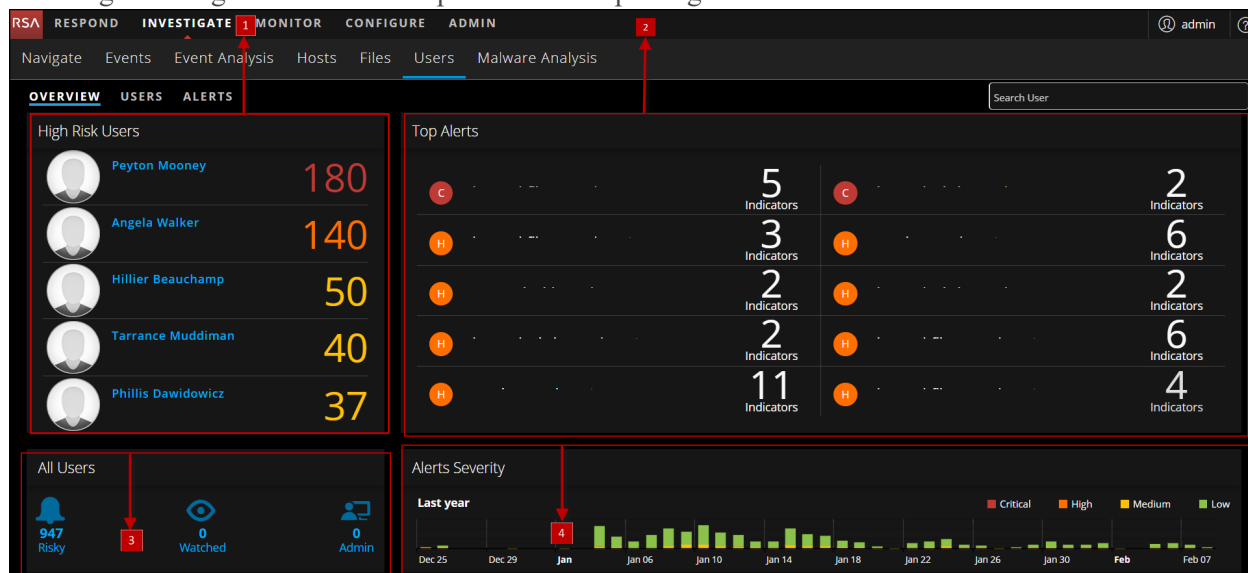 RSA RESPOND INVESTIGATE 1 MONITOR CONFIGURE ADMIN 2 admin ?
Navigate Events Event Analysis Hosts Files Users Malware Analysis
OVERVIEW USERS ALERTS Search User
High Risk Users
Peyton Mooney 180
Angela Walker 140
Hillier Beauchamp 50
Tarrance Muddiman 40
Phillis Dawidowicz 37
Top Alerts
C 5 Indicators C 2 Indicators
H 3 Indicators H 6 Indicators
H 2 Indicators H 2 Indicators
H 2 Indicators H 6 Indicators
H 11 Indicators H 4 Indicators
All Users
947 3 0 0
Risky Watched Admin
Alerts Severity
Last year Critical High Medium Low
4
Dec 25 Dec 29 Jan Jan 06 Jan 10 Jan 14 Jan 18 Jan 22 Jan 26 Jan 30 Feb Feb 07